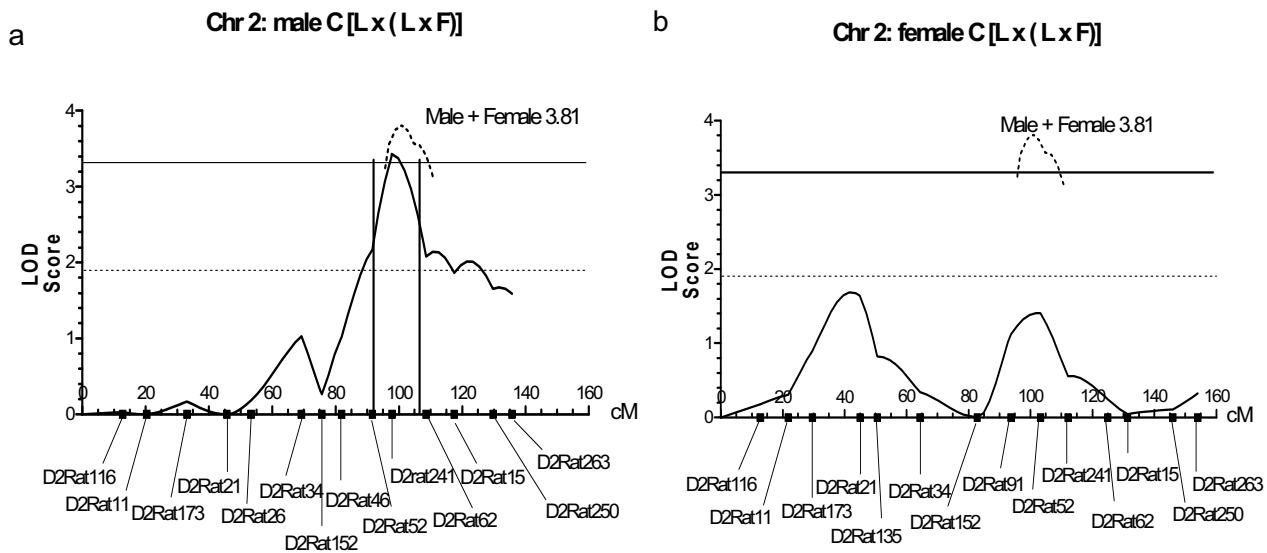 a
Chr 2: male C [L x ( L x F)]
Male + Female 3.81
4
3
2
1
0
LOD
Score
0 20 40 60 80 100 120 140 160
cM
D2Rat116
D2Rat11
D2Rat173
D2Rat21
D2Rat26
D2Rat34
D2Rat152
D2Rat46
D2Rat52
D2rat241
D2Rat62
D2Rat15
D2Rat250
D2Rat263
b
Chr 2: female C [L x ( L x F)]
Male + Female 3.81
4
3
2
1
0
LOD
Score
0 20 40 60 80 100 120 140 160
cM
D2Rat116
D2Rat11
D2Rat173
D2Rat21
D2Rat135
D2Rat34
D2Rat152
D2Rat91
D2Rat52
D2Rat241
D2Rat62
D2Rat15
D2Rat250
D2Rat263